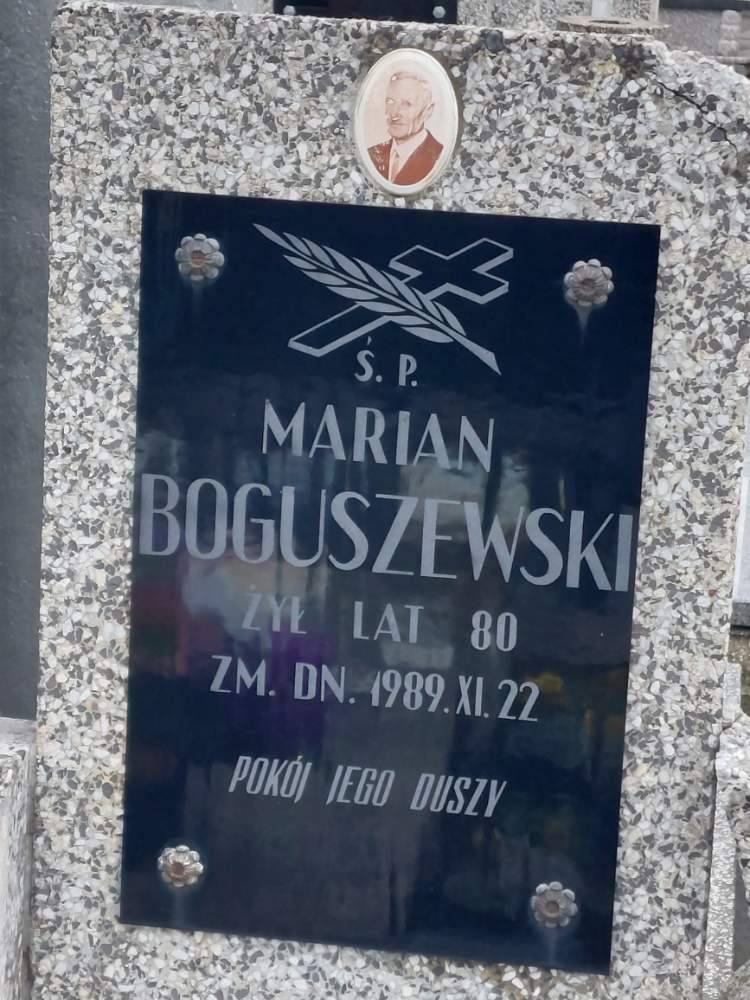 Ś. P.
MARIAN
BOGUSZEWSKI
ŻYŁ LAT 80
ZM. DN. 1989.XI.22
POKÓJ JEGO DUSZY